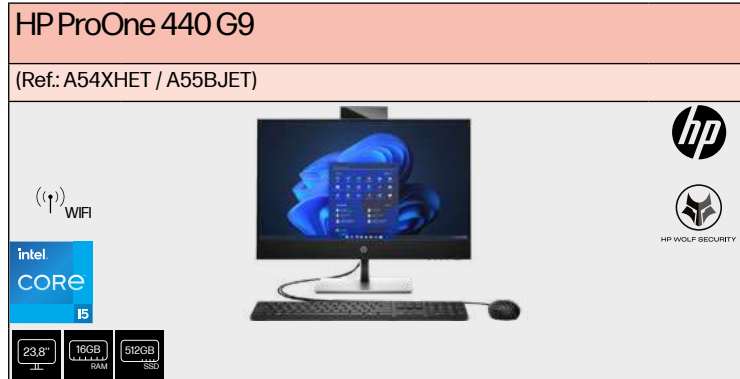 HP ProOne 440 G9
(Ref.: A54XHET / A55BJET)
hp
WIFI
HP WOLF SECURITY
intel.
CORE
i5
23,8"
16GB
RAM
512GB
SSD